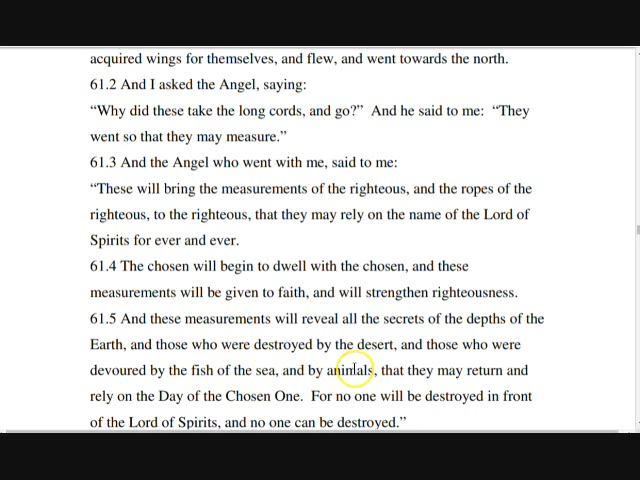 acquired wings for themselves, and flew, and went towards the north.
61.2 And I asked the Angel, saying:
“Why did these take the long cords, and go?”  And he said to me:  “They
went so that they may measure.”
61.3 And the Angel who went with me, said to me:
“These will bring the measurements of the righteous, and the ropes of the
righteous, to the righteous, that they may rely on the name of the Lord of
Spirits for ever and ever.
61.4 The chosen will begin to dwell with the chosen, and these
measurements will be given to faith, and will strengthen righteousness.
61.5 And these measurements will reveal all the secrets of the depths of the
Earth, and those who were destroyed by the desert, and those who were
devoured by the fish of the sea, and by animals, that they may return and
rely on the Day of the Chosen One.  For no one will be destroyed in front
of the Lord of Spirits, and no one can be destroyed.”